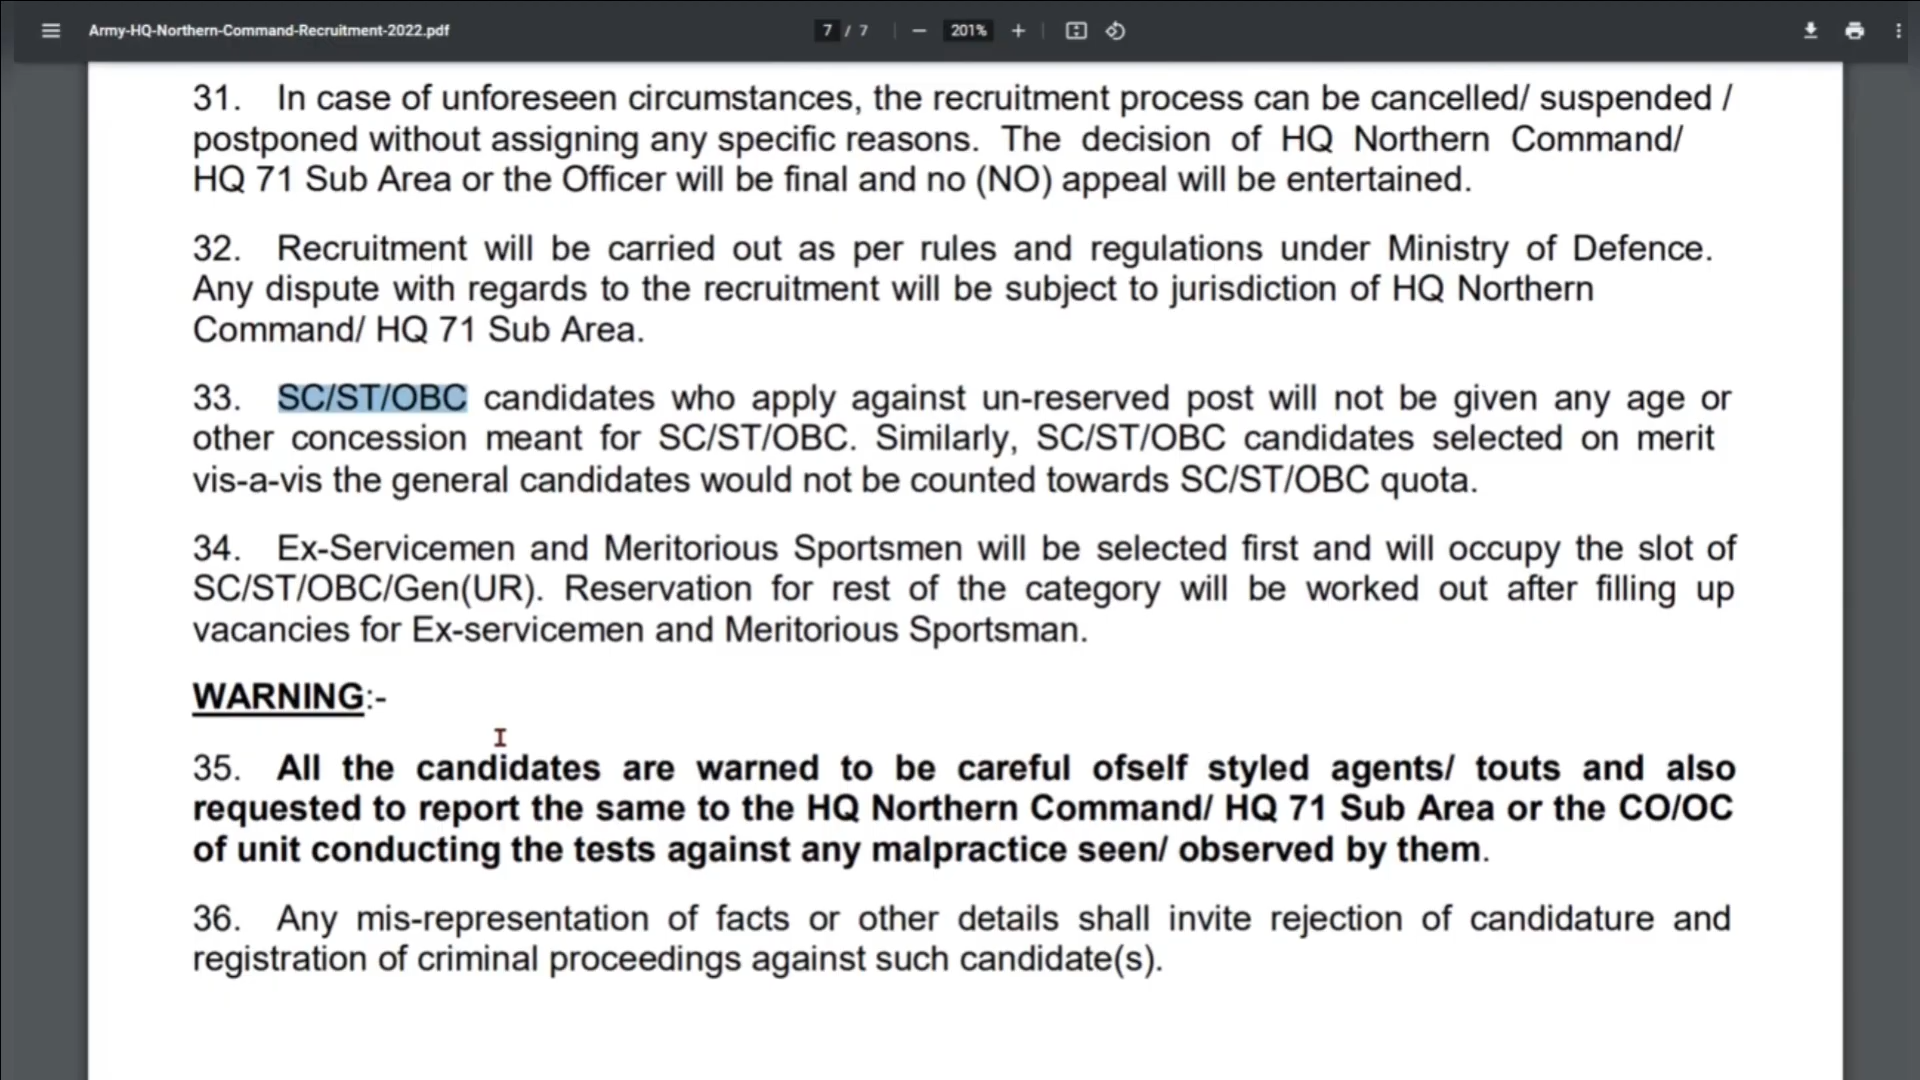 Army-HQ-Northern-Command-Recruitment-2022.pdf
7 / 7
201%
31. In case of unforeseen circumstances, the recruitment process can be cancelled/ suspended /
postponed without assigning any specific reasons. The decision of HQ Northern Command/
HQ 71 Sub Area or the Officer will be final and no (NO) appeal will be entertained.
32. Recruitment will be carried out as per rules and regulations under Ministry of Defence.
Any dispute with regards to the recruitment will be subject to jurisdiction of HQ Northern
Command/ HQ 71 Sub Area.
33. SC/ST/OBC candidates who apply against un-reserved post will not be given any age or
other concession meant for SC/ST/OBC. Similarly, SC/ST/OBC candidates selected on merit
vis-a-vis the general candidates would not be counted towards SC/ST/OBC quota.
34. Ex-Servicemen and Meritorious Sportsmen will be selected first and will occupy the slot of
SC/ST/OBC/Gen(UR). Reservation for rest of the category will be worked out after filling up
vacancies for Ex-servicemen and Meritorious Sportsman.
WARNING:-
35. All the candidates are warned to be careful ofself styled agents/ touts and also
requested to report the same to the HQ Northern Command/ HQ 71 Sub Area or the CO/OC
of unit conducting the tests against any malpractice seen/ observed by them.
36. Any mis-representation of facts or other details shall invite rejection of candidature and
registration of criminal proceedings against such candidate(s).